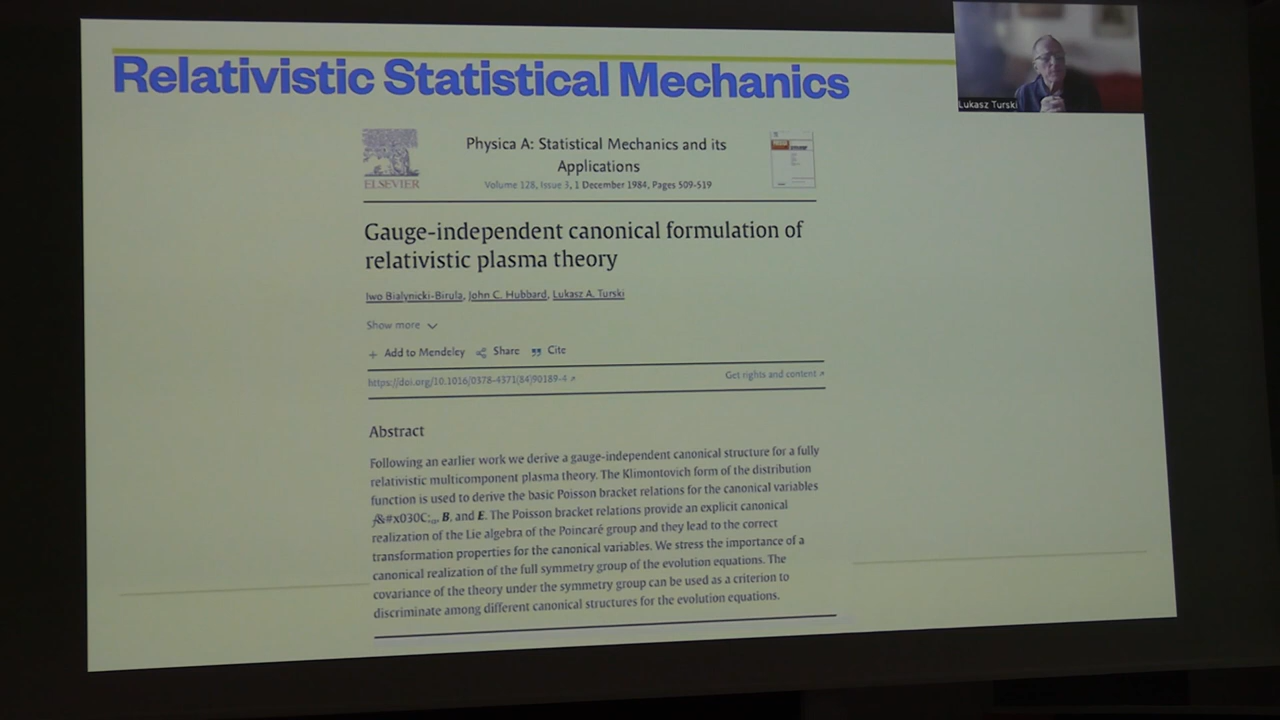 Relativistic Statistical Mechanics
Lukasz Turski
ELSEVIER
Physica A: Statistical Mechanics and its
Applications
Volume 128, Issue 3, 1 December 1984, Pages 509-519
Gauge-independent canonical formulation of
relativistic plasma theory
Iwo Bialynicki-Birula, John C. Hubbard, Lukasz A. Turski
Show more
+ Add to Mendeley Share Cite
https://doi.org/10.1016/0378-4371(84)90189-4 Get rights and content
Abstract
Following an earlier work we derive a gauge-independent canonical structure for a fully
relativistic multicomponent plasma theory. The Klimontovich form of the distribution
function is used to derive the basic Poisson bracket relations for the canonical variables
B, and E. The Poisson bracket relations provide an explicit canonical
realization of the Lie algebra of the Poincaré group and they lead to the correct
transformation properties for the canonical variables. We stress the importance of a
canonical realization of the full symmetry group of the evolution equations. The
covariance of the theory under the symmetry group can be used as a criterion to
discriminate among different canonical structures for the evolution equations.